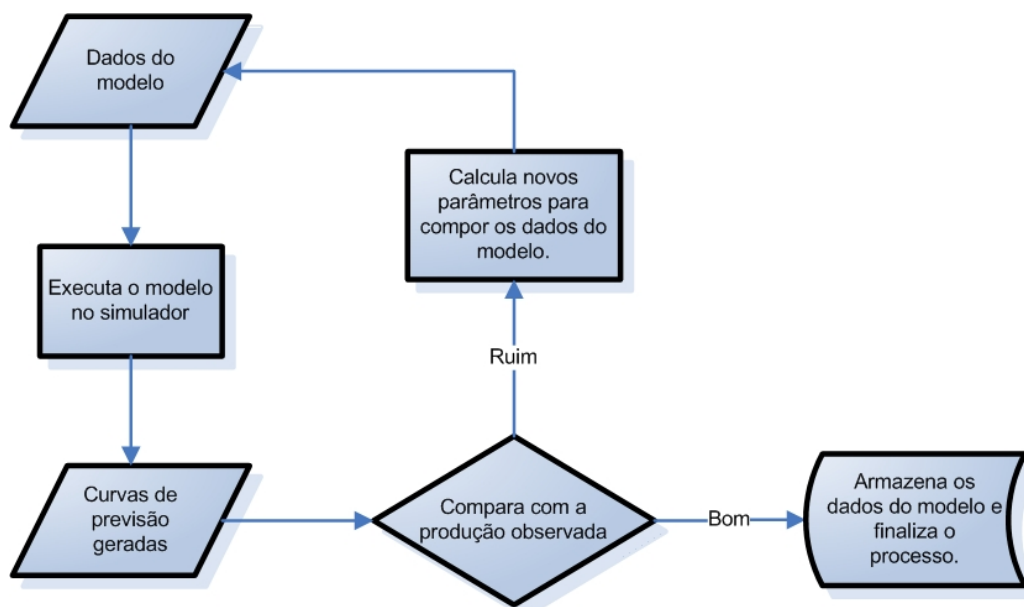 Dados do
modelo
Calcula novos
parâmetros para
compor os dados do
modelo.
Executa o modelo
no simulador
Ruim
Curvas de
previsão
geradas
Compara com a
produção observada
Bom
Armazena os
dados do modelo e
finaliza o
processo.